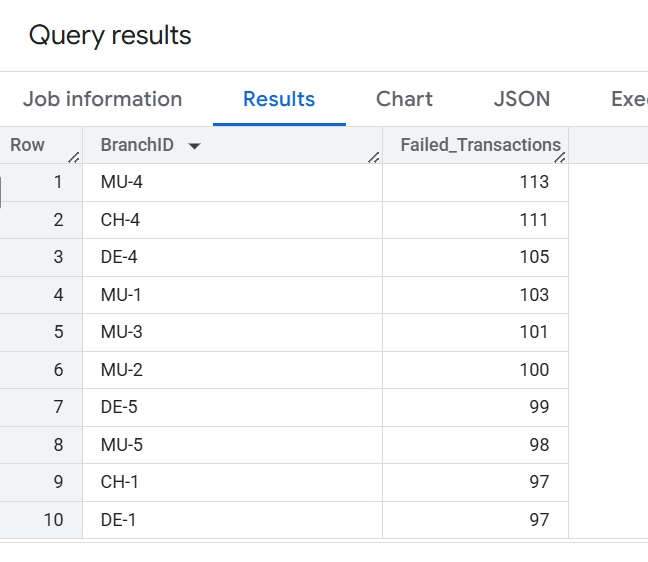 Query results
Job information Results Chart JSON Exe
Row BranchID Failed_Transactions
1 MU-4 113
2 CH-4 111
3 DE-4 105
4 MU-1 103
5 MU-3 101
6 MU-2 100
7 DE-5 99
8 MU-5 98
9 CH-1 97
10 DE-1 97